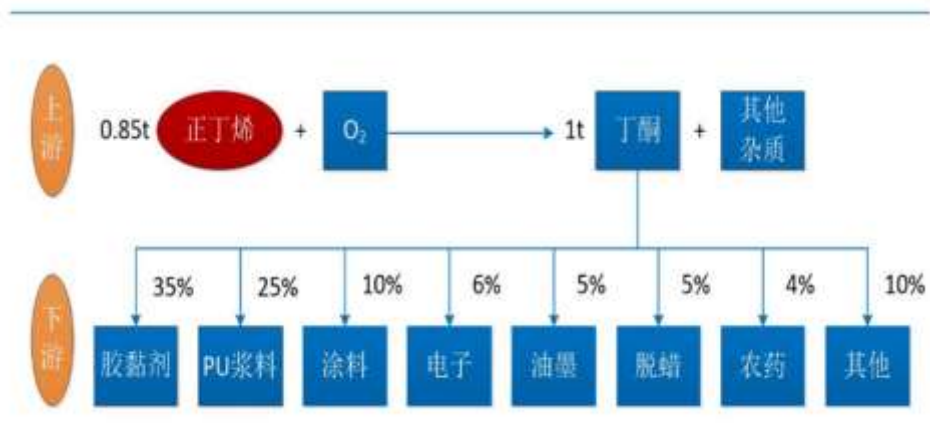 上游
0.85t 正丁烯 + O₂ 1t 丁酮 + 其他杂质
下游
35% 25% 10% 6% 5% 5% 4% 10%
胶黏剂 PU浆料 涂料 电子 油墨 脱蜡 农药 其他